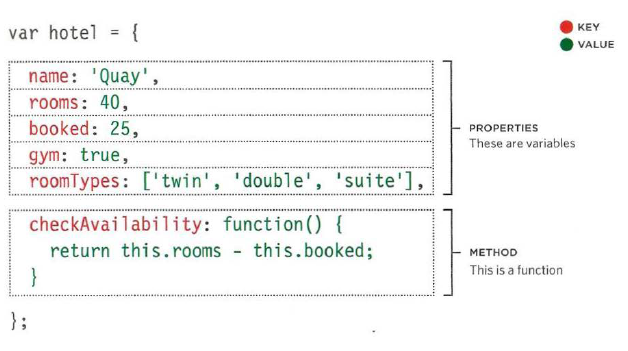 var hotel = {
KEY
VALUE
name: 'Quay',
rooms: 40,
booked: 25,
gym: true,
roomTypes: ['twin', 'double', 'suite'],
PROPERTIES
These are variables
checkAvailability: function() {
return this.rooms - this.booked;
}
METHOD
This is a function
};